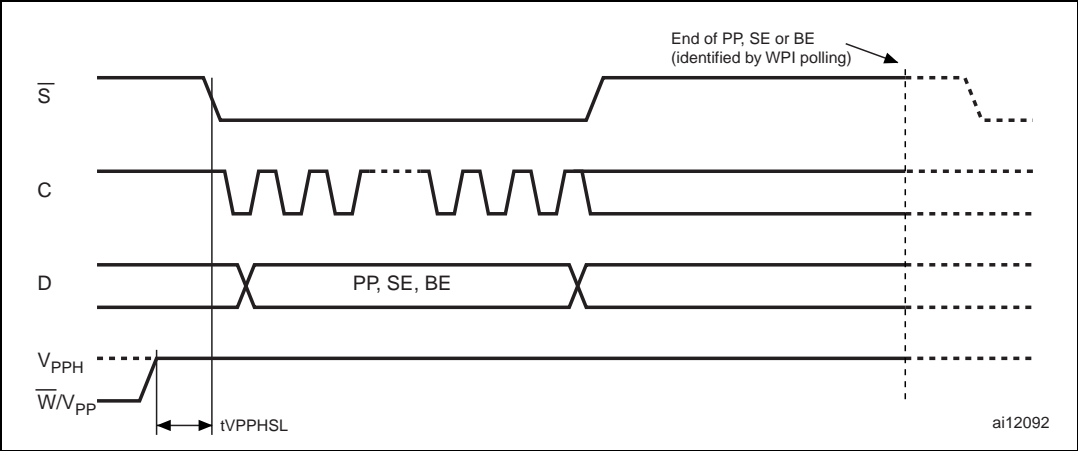 End of PP, SE or BE
(identified by WPI polling)
S̅
C
D
PP, SE, BE
VPPH
W̅/VPP
tVPPHSL
ai12092